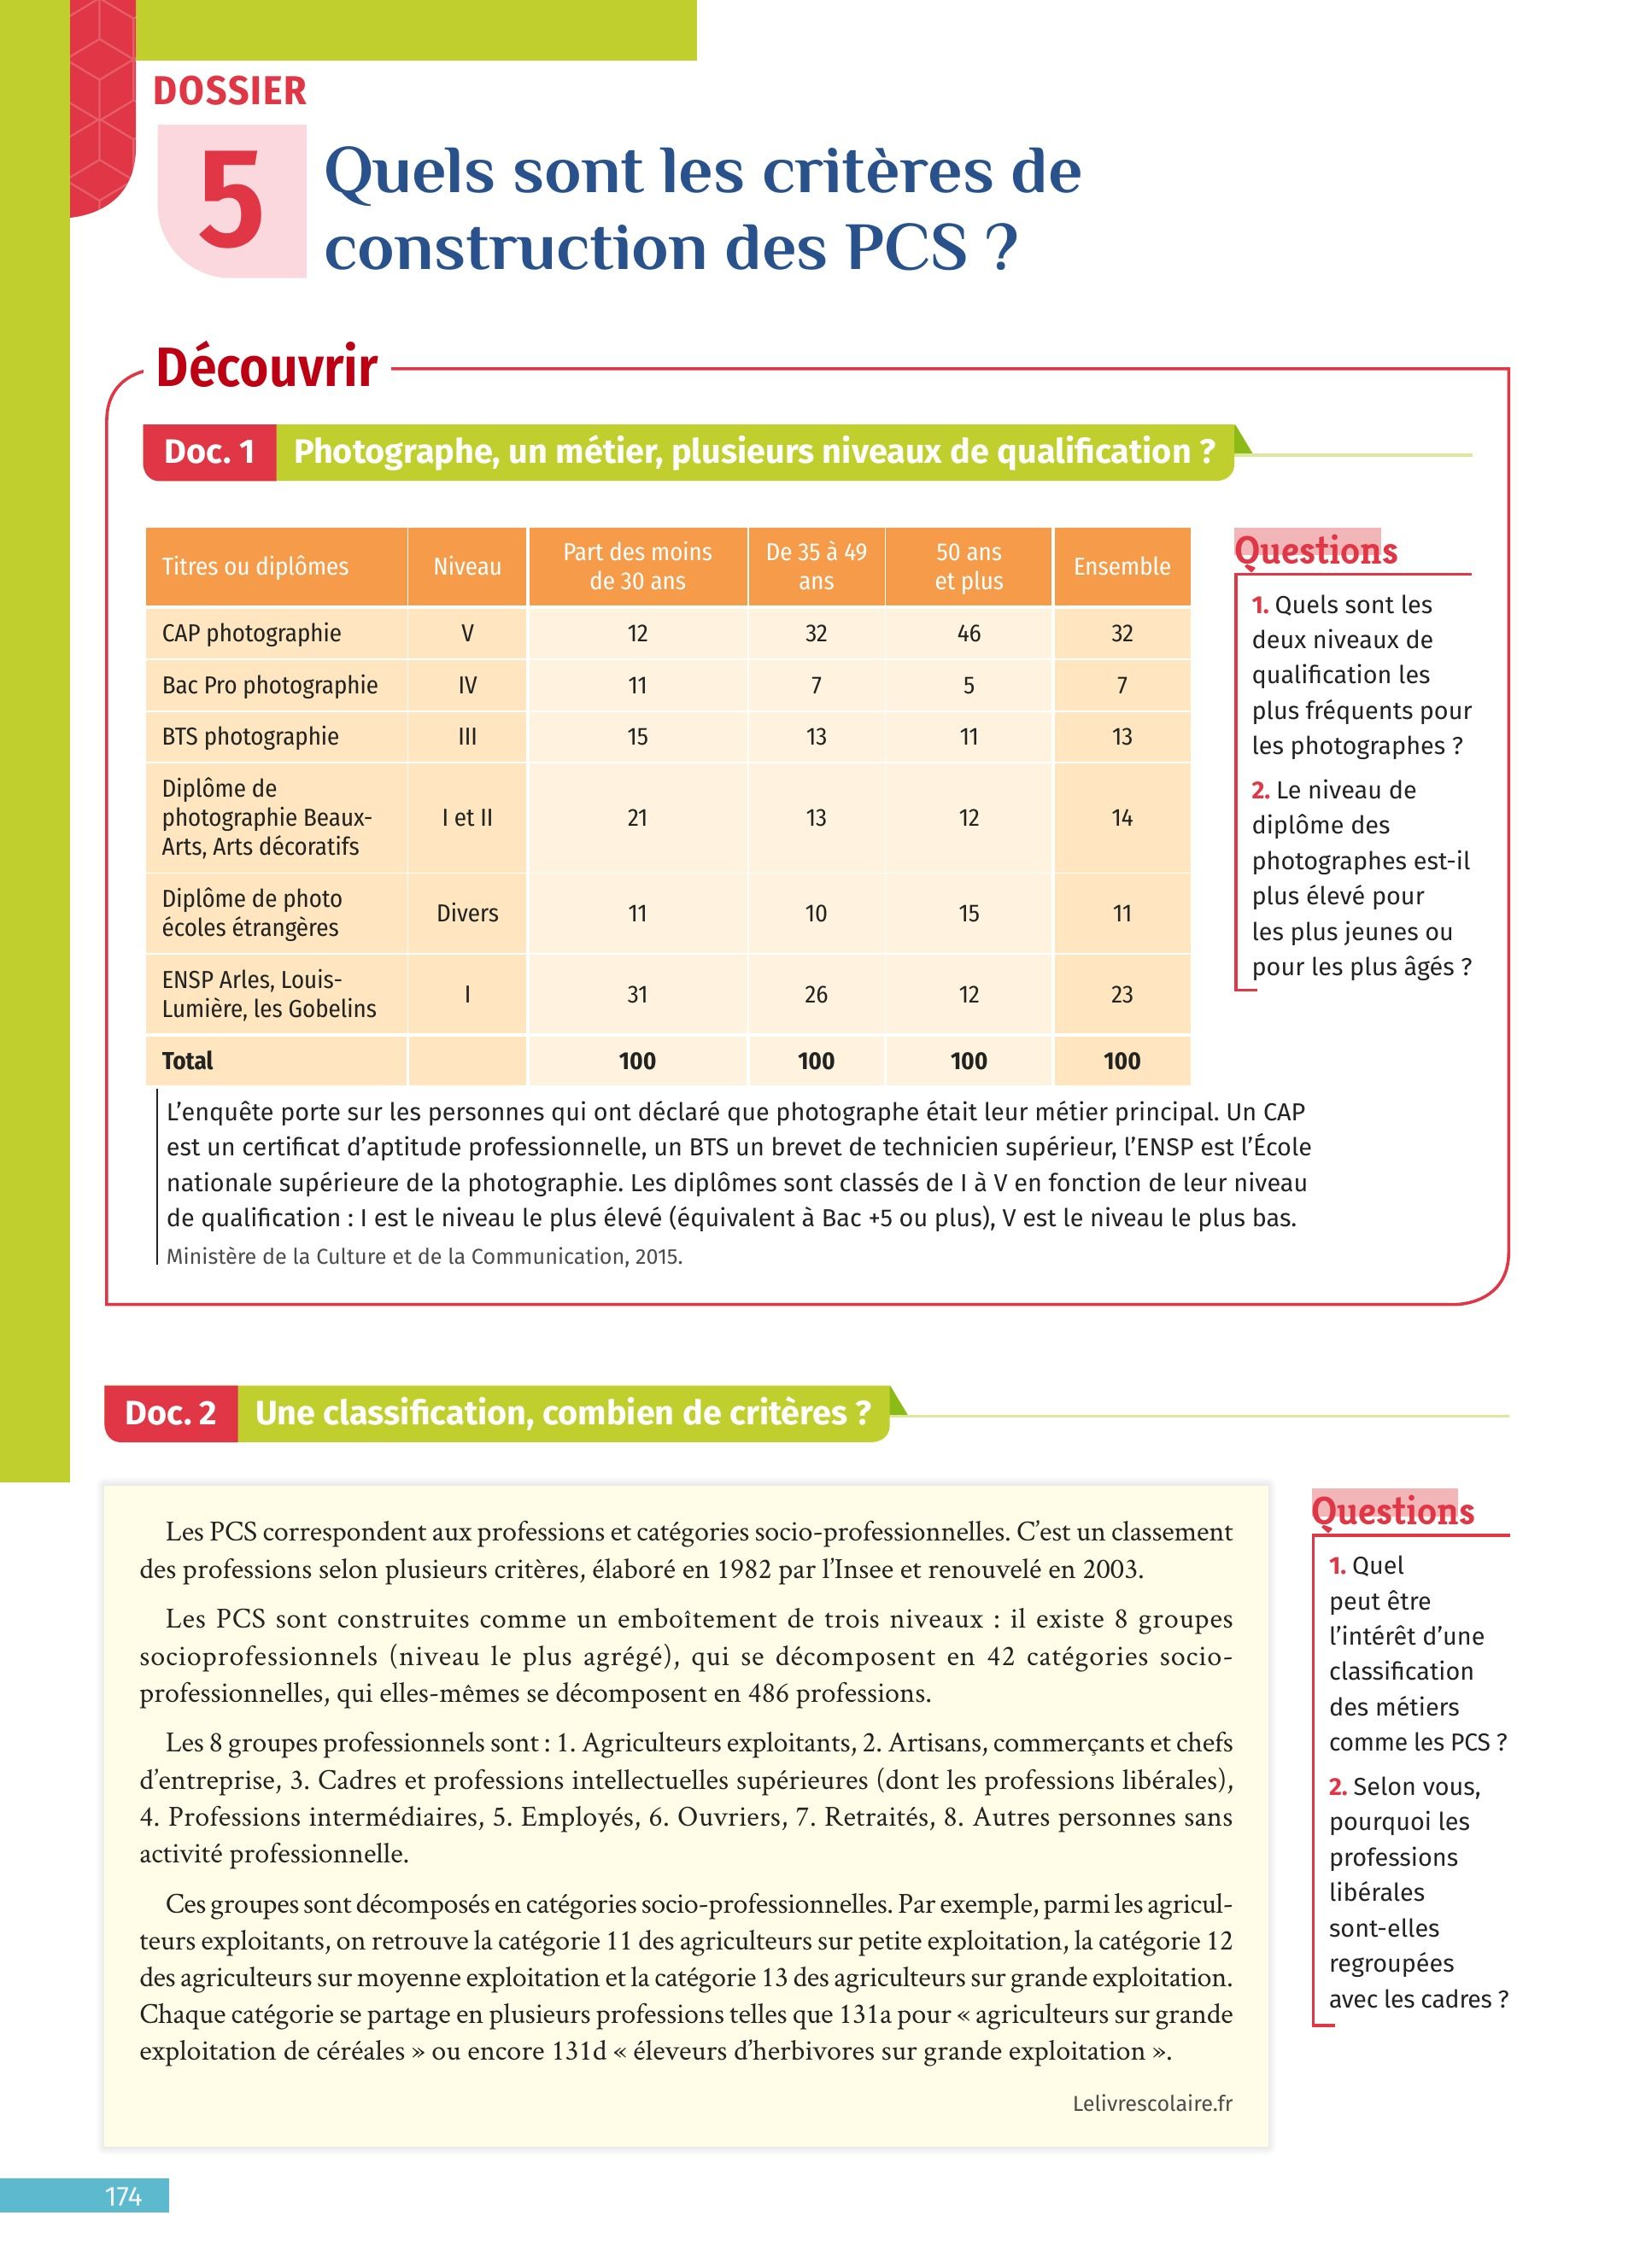 DOSSIER
5
Quels sont les critères de
construction des PCS ?
Découvrir
Doc. 1 Photographe, un métier, plusieurs niveaux de qualification ?
Titres ou diplômes Niveau Part des moins de 30 ans De 35 à 49 ans 50 ans et plus Ensemble
CAP photographie V 12 32 46 32
Bac Pro photographie IV 11 7 5 7
BTS photographie III 15 13 11 13
Diplôme de
photographie Beaux-
Arts, Arts décoratifs I et II 21 13 12 14
Diplôme de photo
écoles étrangères Divers 11 10 15 11
ENSP Arles, Louis-
Lumière, les Gobelins I 31 26 12 23
Total 100 100 100 100
L'enquête porte sur les personnes qui ont déclaré que photographe était leur métier principal. Un CAP
est un certificat d'aptitude professionnelle, un BTS un brevet de technicien supérieur, l'ENSP est l'École
nationale supérieure de la photographie. Les diplômes sont classés de I à V en fonction de leur niveau
de qualification : I est le niveau le plus élevé (équivalent à Bac +5 ou plus), V est le niveau le plus bas.
Ministère de la Culture et de la Communication, 2015.
Questions
1. Quels sont les
deux niveaux de
qualification les
plus fréquents pour
les photographes ?
2. Le niveau de
diplôme des
photographes est-il
plus élevé pour
les plus jeunes ou
pour les plus âgés ?
Doc. 2 Une classification, combien de critères ?
Les PCS correspondent aux professions et catégories socio-professionnelles. C'est un classement
des professions selon plusieurs critères, élaboré en 1982 par l'Insee et renouvelé en 2003.
Les PCS sont construites comme un emboîtement de trois niveaux : il existe 8 groupes
socioprofessionnels (niveau le plus agrégé), qui se décomposent en 42 catégories socio-
professionnelles, qui elles-mêmes se décomposent en 486 professions.
Les 8 groupes professionnels sont : 1. Agriculteurs exploitants, 2. Artisans, commerçants et chefs
d'entreprise, 3. Cadres et professions intellectuelles supérieures (dont les professions libérales),
4. Professions intermédiaires, 5. Employés, 6. Ouvriers, 7. Retraités, 8. Autres personnes sans
activité professionnelle.
Ces groupes sont décomposés en catégories socio-professionnelles. Par exemple, parmi les agricul-
teurs exploitants, on retrouve la catégorie 11 des agriculteurs sur petite exploitation, la catégorie 12
des agriculteurs sur moyenne exploitation et la catégorie 13 des agriculteurs sur grande exploitation.
Chaque catégorie se partage en plusieurs professions telles que 131a pour « agriculteurs sur grande
exploitation de céréales » ou encore 131d « éleveurs d'herbivores sur grande exploitation ».
Lelivrescolaire.fr
Questions
1. Quel
peut être
l'intérêt d'une
classification
des métiers
comme les PCS ?
2. Selon vous,
pourquoi les
professions
libérales
sont-elles
regroupées
avec les cadres ?
174